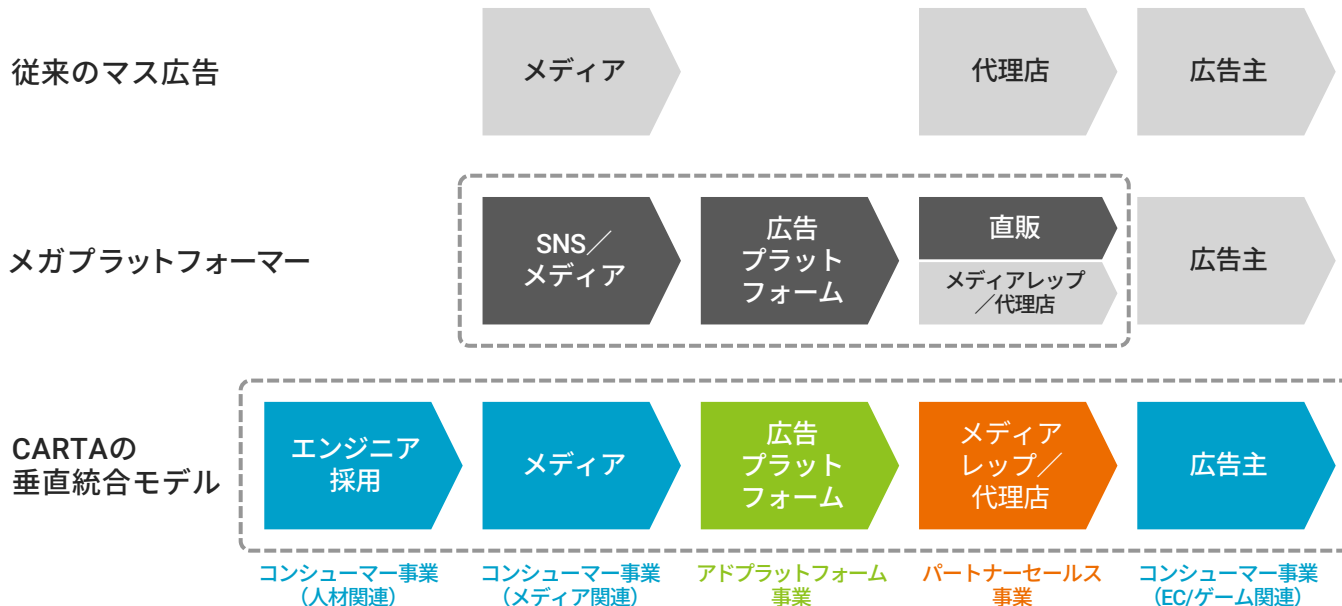 従来のマス広告
メディア
代理店
広告主
メガプラットフォーマー
SNS／
メディア
広告
プラット
フォーム
直販
メディアレップ
／代理店
広告主
CARTAの
垂直統合モデル
エンジニア
採用
メディア
広告
プラット
フォーム
メディア
レップ／
代理店
広告主
コンシューマー事業
（人材関連）
コンシューマー事業
（メディア関連）
アドプラットフォーム
事業
パートナーセールス
事業
コンシューマー事業
（EC/ゲーム関連）